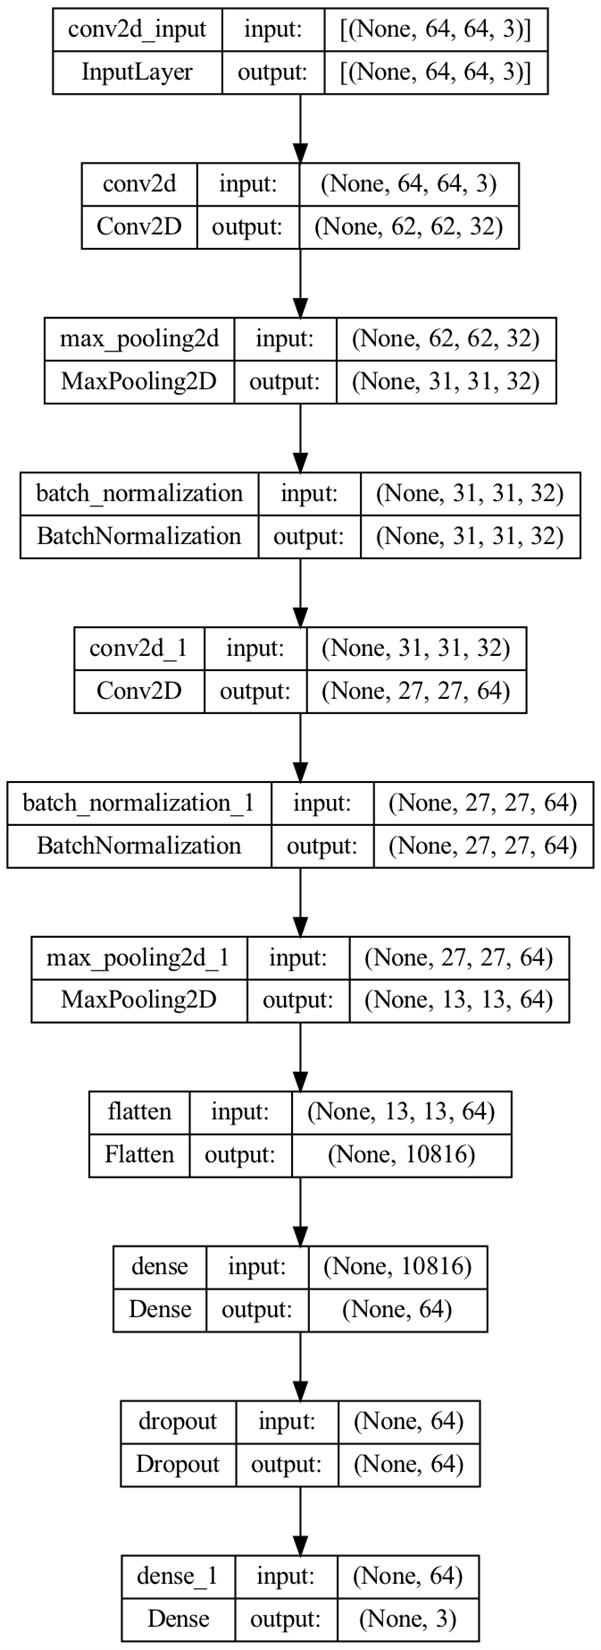 conv2d_input input: [(None, 64, 64, 3)]
InputLayer output: [(None, 64, 64, 3)]
conv2d input: (None, 64, 64, 3)
Conv2D output: (None, 62, 62, 32)
max_pooling2d input: (None, 62, 62, 32)
MaxPooling2D output: (None, 31, 31, 32)
batch_normalization input: (None, 31, 31, 32)
BatchNormalization output: (None, 31, 31, 32)
conv2d_1 input: (None, 31, 31, 32)
Conv2D output: (None, 27, 27, 64)
batch_normalization_1 input: (None, 27, 27, 64)
BatchNormalization output: (None, 27, 27, 64)
max_pooling2d_1 input: (None, 27, 27, 64)
MaxPooling2D output: (None, 13, 13, 64)
flatten input: (None, 13, 13, 64)
Flatten output: (None, 10816)
dense input: (None, 10816)
Dense output: (None, 64)
dropout input: (None, 64)
Dropout output: (None, 64)
dense_1 input: (None, 64)
Dense output: (None, 3)